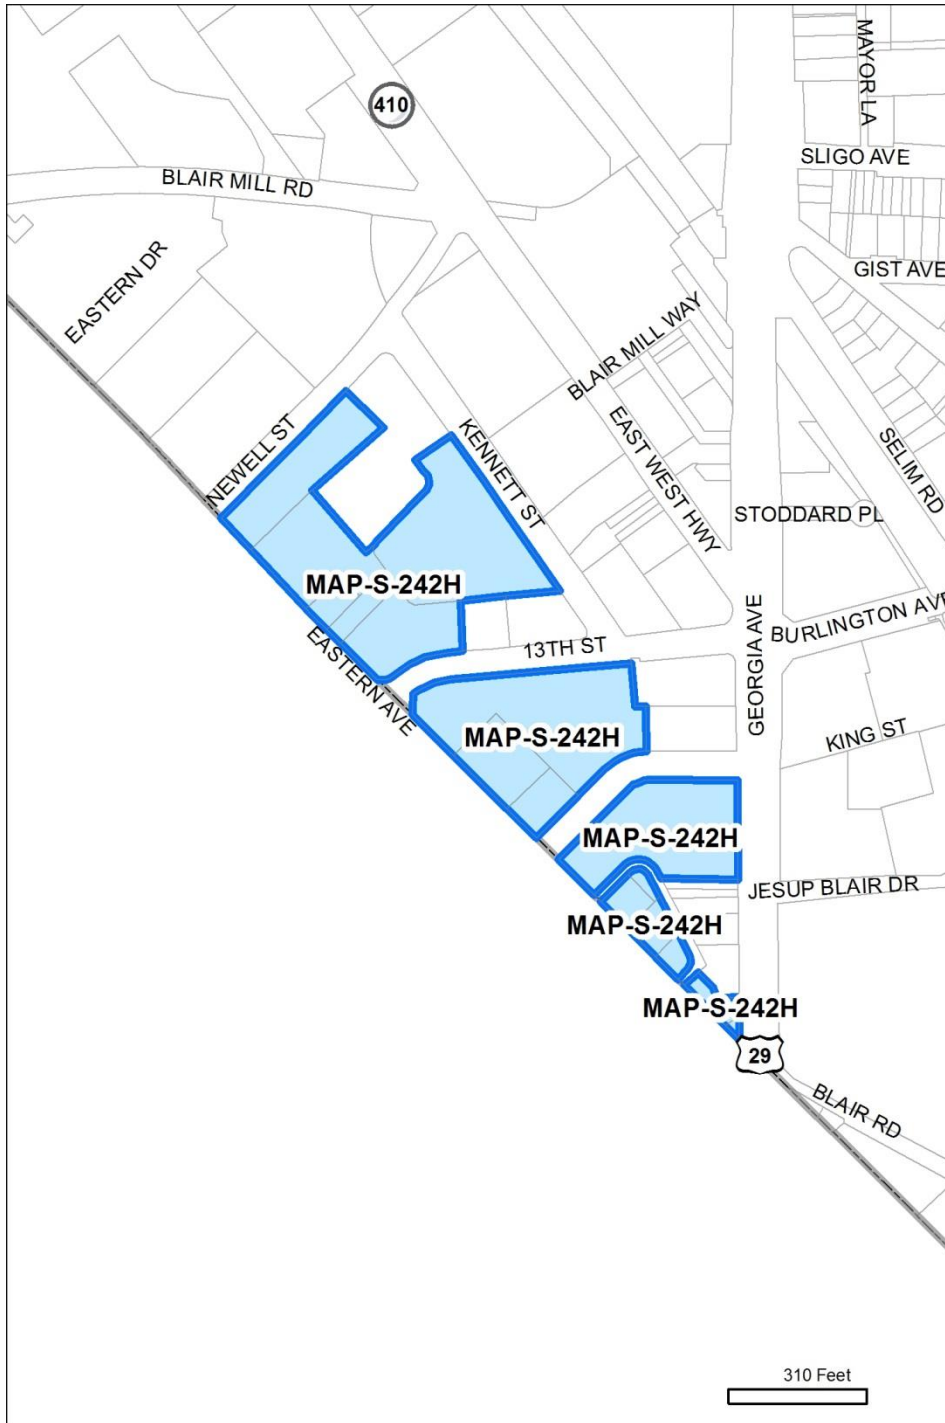 MAYOR LA
410
SLIGO AVE
BLAIR MILL RD
EASTERN DR
GIST AVE
BLAIR MILL WAY
NEWELL ST
KENNETT ST
EAST WEST HWY
SELIM RD
STODDARD PL
MAP-S-242H
GEORGIA AVE
BURLINGTON AVE
EASTERN AVE
13TH ST
MAP-S-242H
KING ST
MAP-S-242H
JESUP BLAIR DR
MAP-S-242H
MAP-S-242H
29
BLAIR RD
310 Feet